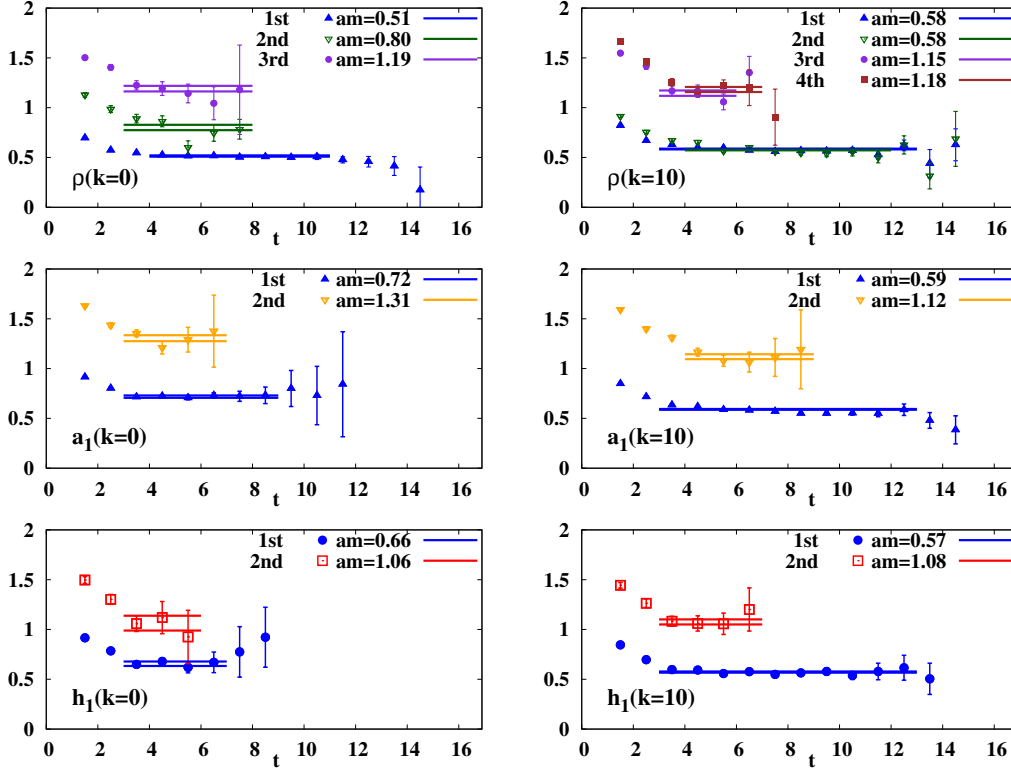 1st am=0.51
2nd am=0.80
3rd am=1.19
2
1.5
1
0.5
0
ρ(k=0)
0 2 4 6 8 10 12 14 16
t
1st am=0.58
2nd am=0.58
3rd am=1.15
4th am=1.18
2
1.5
1
0.5
0
ρ(k=10)
0 2 4 6 8 10 12 14 16
t
1st am=0.72
2nd am=1.31
2
1.5
1
0.5
0
a1(k=0)
0 2 4 6 8 10 12 14 16
t
1st am=0.59
2nd am=1.12
2
1.5
1
0.5
0
a1(k=10)
0 2 4 6 8 10 12 14 16
t
1st am=0.66
2nd am=1.06
2
1.5
1
0.5
0
h1(k=0)
0 2 4 6 8 10 12 14 16
1st am=0.57
2nd am=1.08
2
1.5
1
0.5
0
h1(k=10)
0 2 4 6 8 10 12 14 16